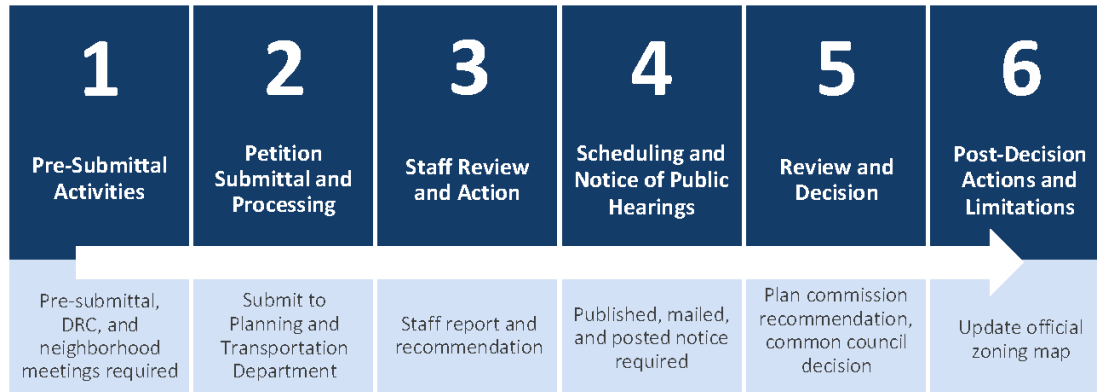 1
Pre-Submittal
Activities
Pre-submittal,
DRC, and
neighborhood
meetings required
2
Petition
Submittal and
Processing
Submit to
Planning and
Transportation
Department
3
Staff Review
and Action
Staff report and
recommendation
4
Scheduling and
Notice of Public
Hearings
Published, mailed,
and posted notice
required
5
Review and
Decision
Plan commission
recommendation,
common council
decision
6
Post-Decision
Actions and
Limitations
Update official
zoning map